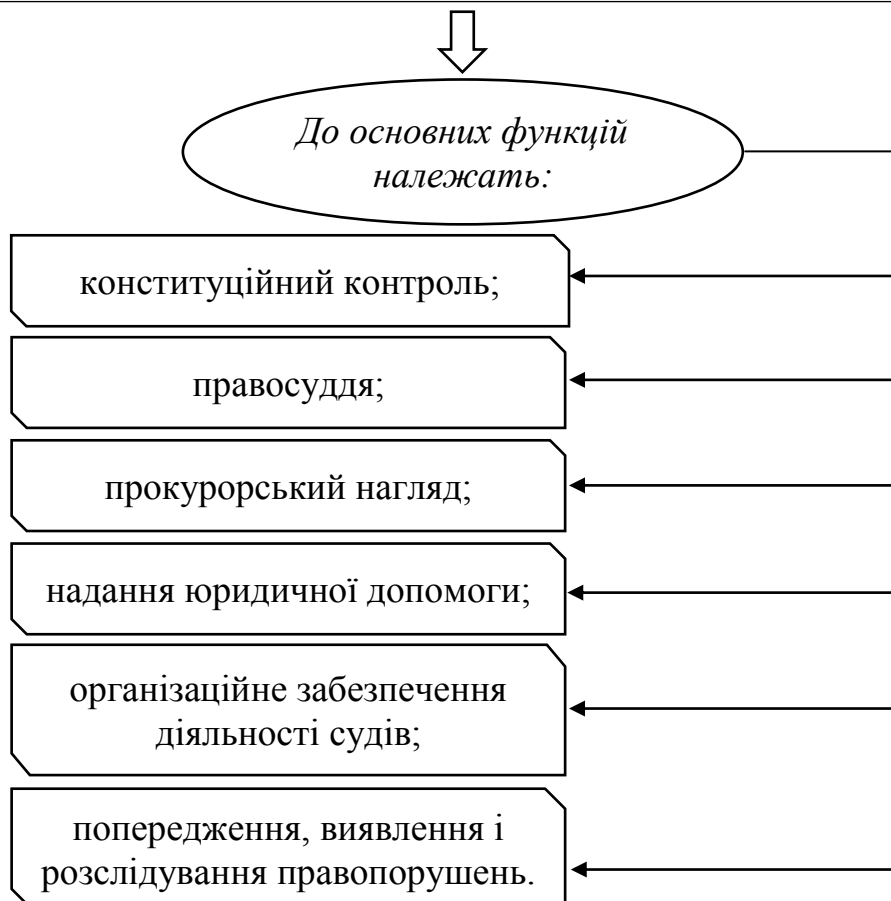 До основних функцій
належать:
конституційний контроль;
правосуддя;
прокурорський нагляд;
надання юридичної допомоги;
організаційне забезпечення
діяльності судів;
попередження, виявлення і
розслідування правопорушень.